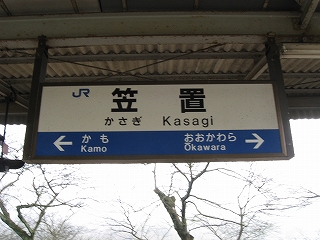 JR 笠置
かさぎ Kasagi
← かも おおかわら →
Kamo Ōkawara